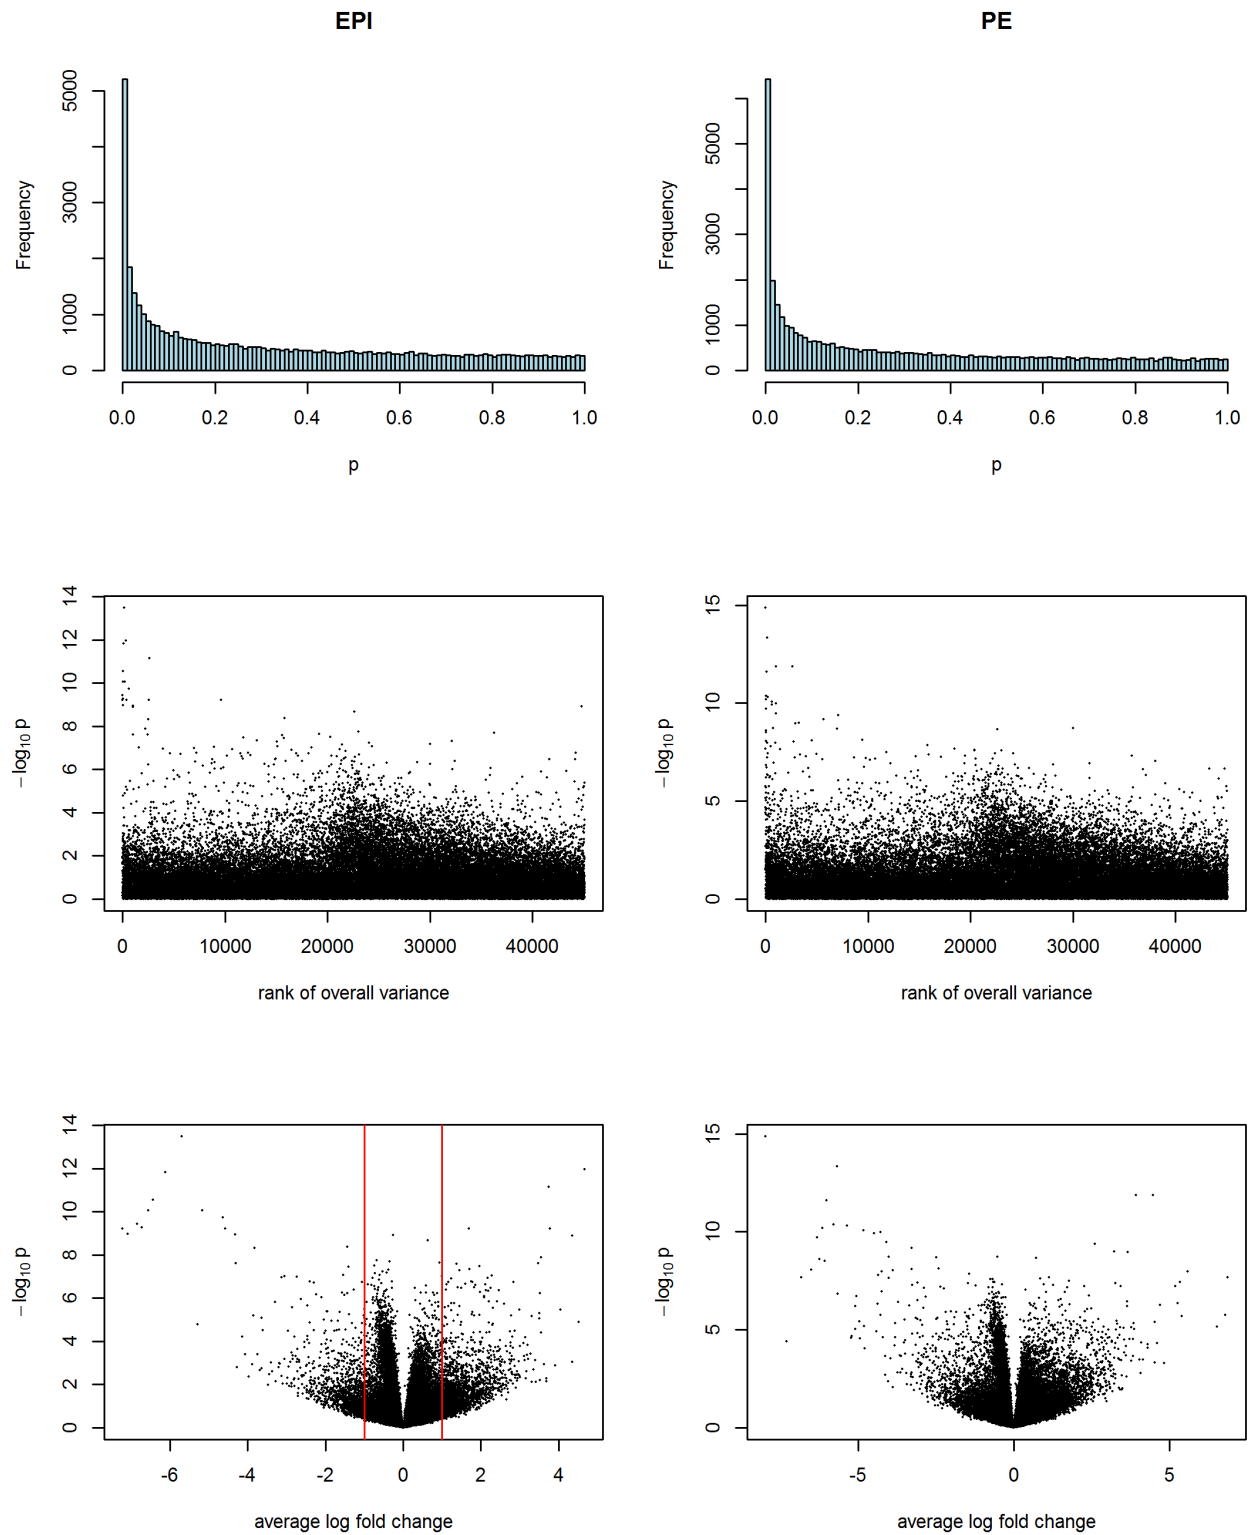 EPI
PE
Frequency
0 1000 3000 5000
0.0 0.2 0.4 0.6 0.8 1.0
p
Frequency
0 1000 3000 5000
0.0 0.2 0.4 0.6 0.8 1.0
p
− log10 p
0 2 4 6 8 10 12 14
0 10000 20000 30000 40000
rank of overall variance
− log10 p
0 5 10 15
0 10000 20000 30000 40000
rank of overall variance
− log10 p
0 2 4 6 8 10 12 14
-6 -4 -2 0 2 4
average log fold change
− log10 p
0 5 10 15
-5 0 5
average log fold change